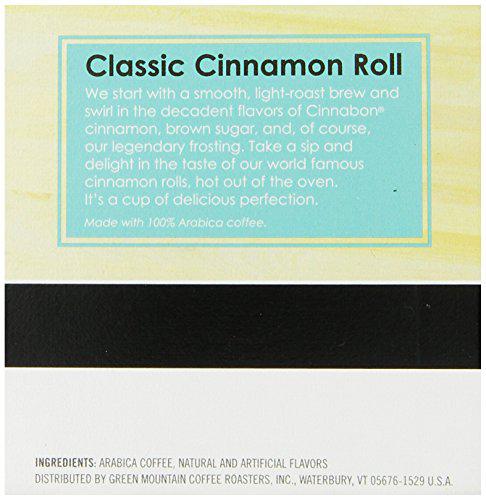 Classic Cinnamon Roll
We start with a smooth, light-roast brew and
swirl in the decadent flavors of Cinnabon®
cinnamon, brown sugar, and, of course,
our legendary frosting. Take a sip and
delight in the taste of our world famous
cinnamon rolls, hot out of the oven.
It's a cup of delicious perfection.
Made with 100% Arabica coffee.
INGREDIENTS: ARABICA COFFEE, NATURAL AND ARTIFICIAL FLAVORS
DISTRIBUTED BY GREEN MOUNTAIN COFFEE ROASTERS, INC., WATERBURY, VT 05676-1529 U.S.A.